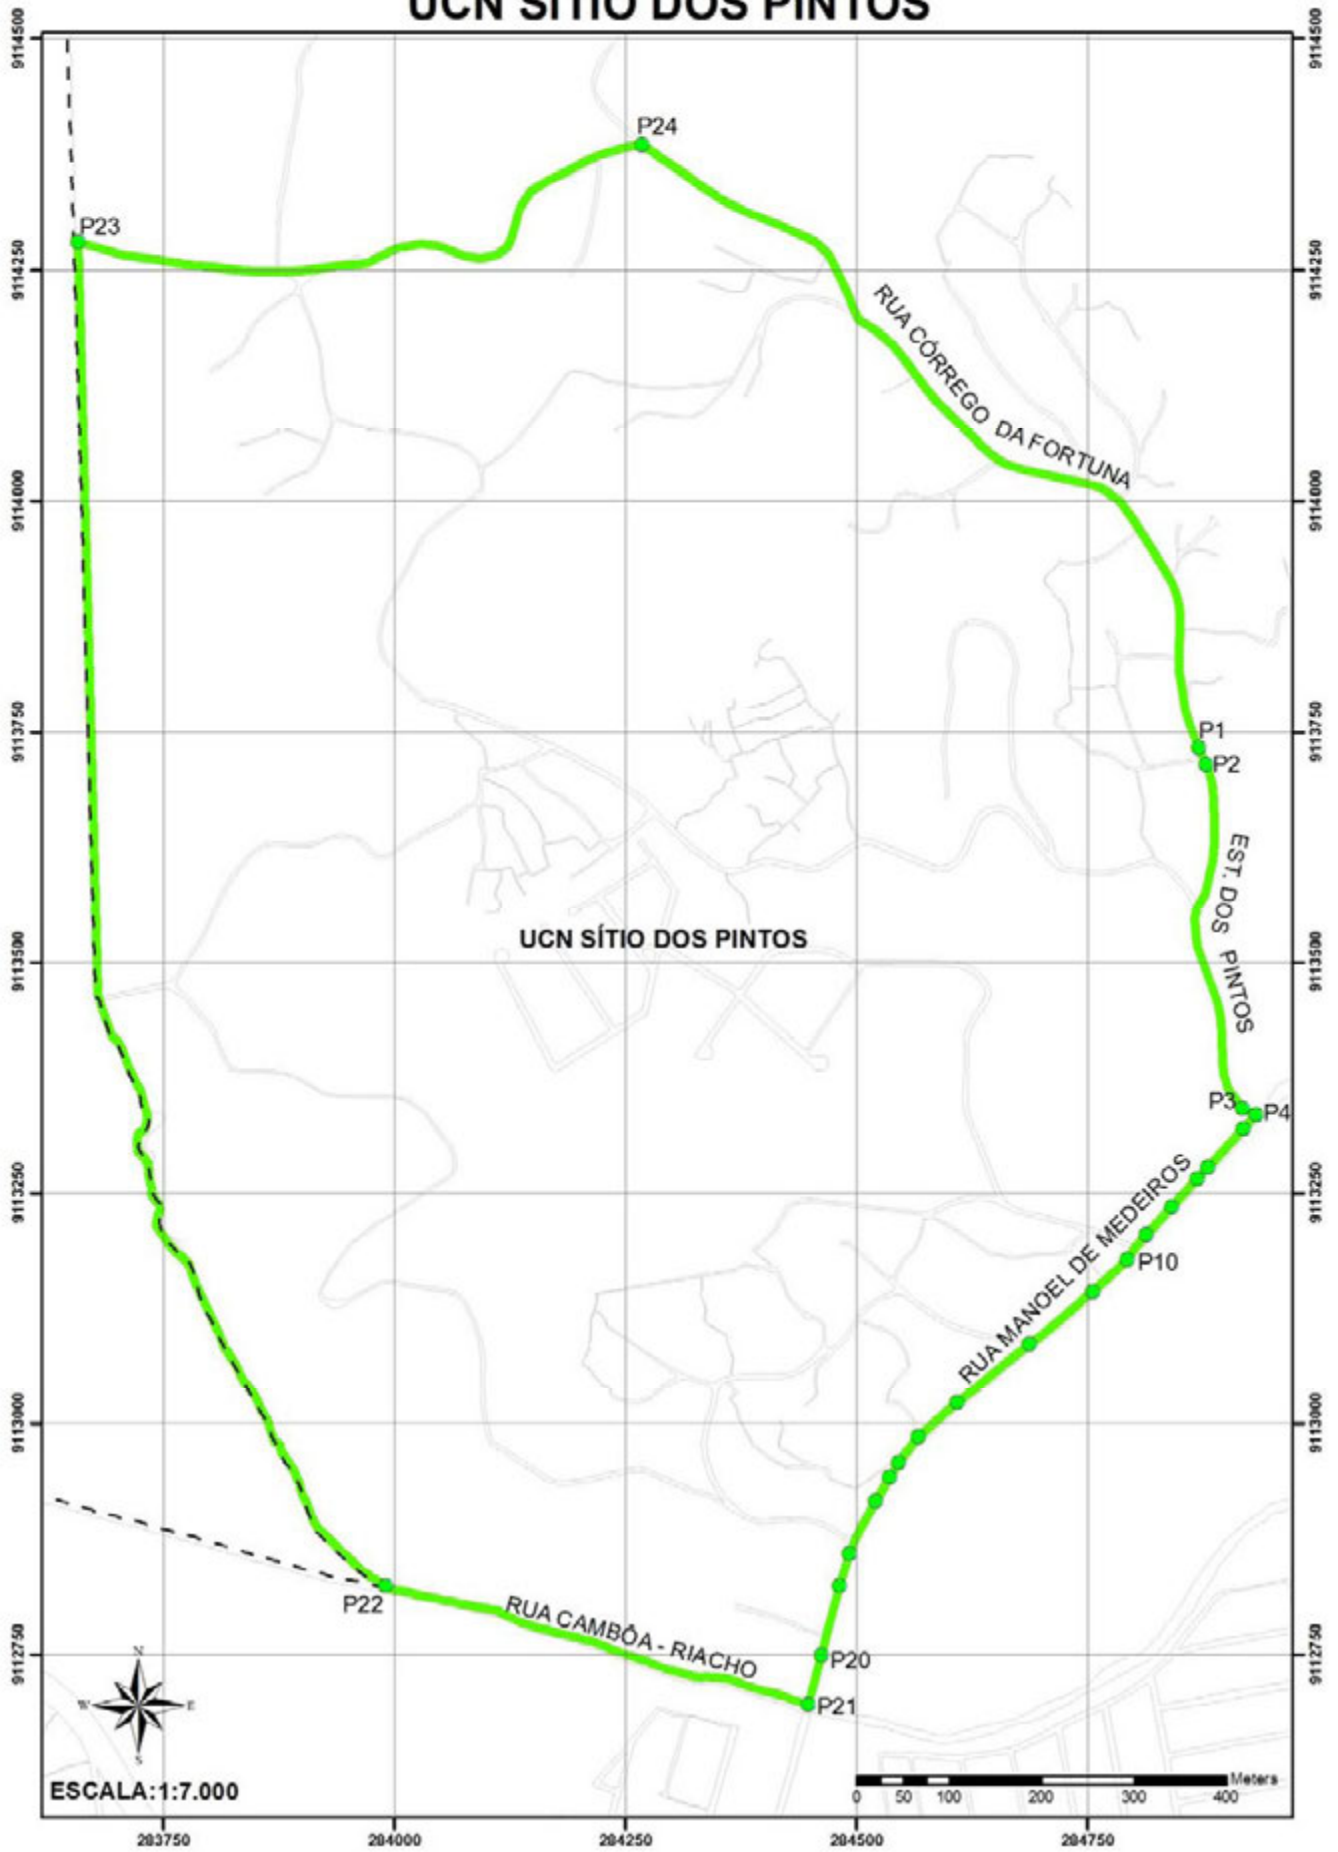 UCN SÍTIO DOS PINTOS
9114500
9114500
P24
P23
9114250
9114250
RUA CÓRREGO DA FORTUNA
9114000
9114000
P1
9113750
9113750
P2
EST. DOS PINTOS
UCN SÍTIO DOS PINTOS
9113500
9113500
P3
P4
9113250
9113250
RUA MANOEL DE MEDEIROS
P10
9113000
9113000
P22
RUA CAMBÔA - RIACHO
9112750
9112750
P20
P21
N
W
E
S
ESCALA:1:7.000
Meters
0 50 100 200 300 400
283750 284000 284250 284500 284750